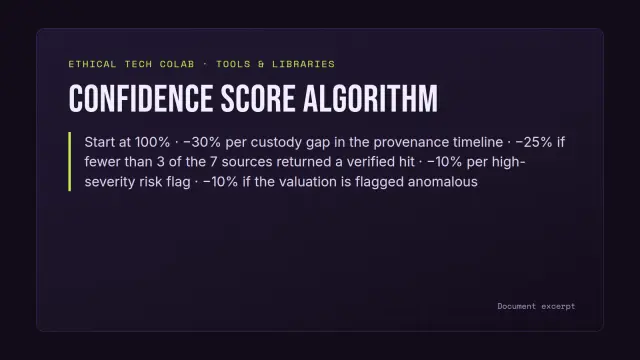 ETHICAL TECH COLAB · TOOLS & LIBRARIES
CONFIDENCE SCORE ALGORITHM
Start at 100% · −30% per custody gap in the provenance timeline · −25% if
fewer than 3 of the 7 sources returned a verified hit · −10% per high-
severity risk flag · −10% if the valuation is flagged anomalous
Document excerpt